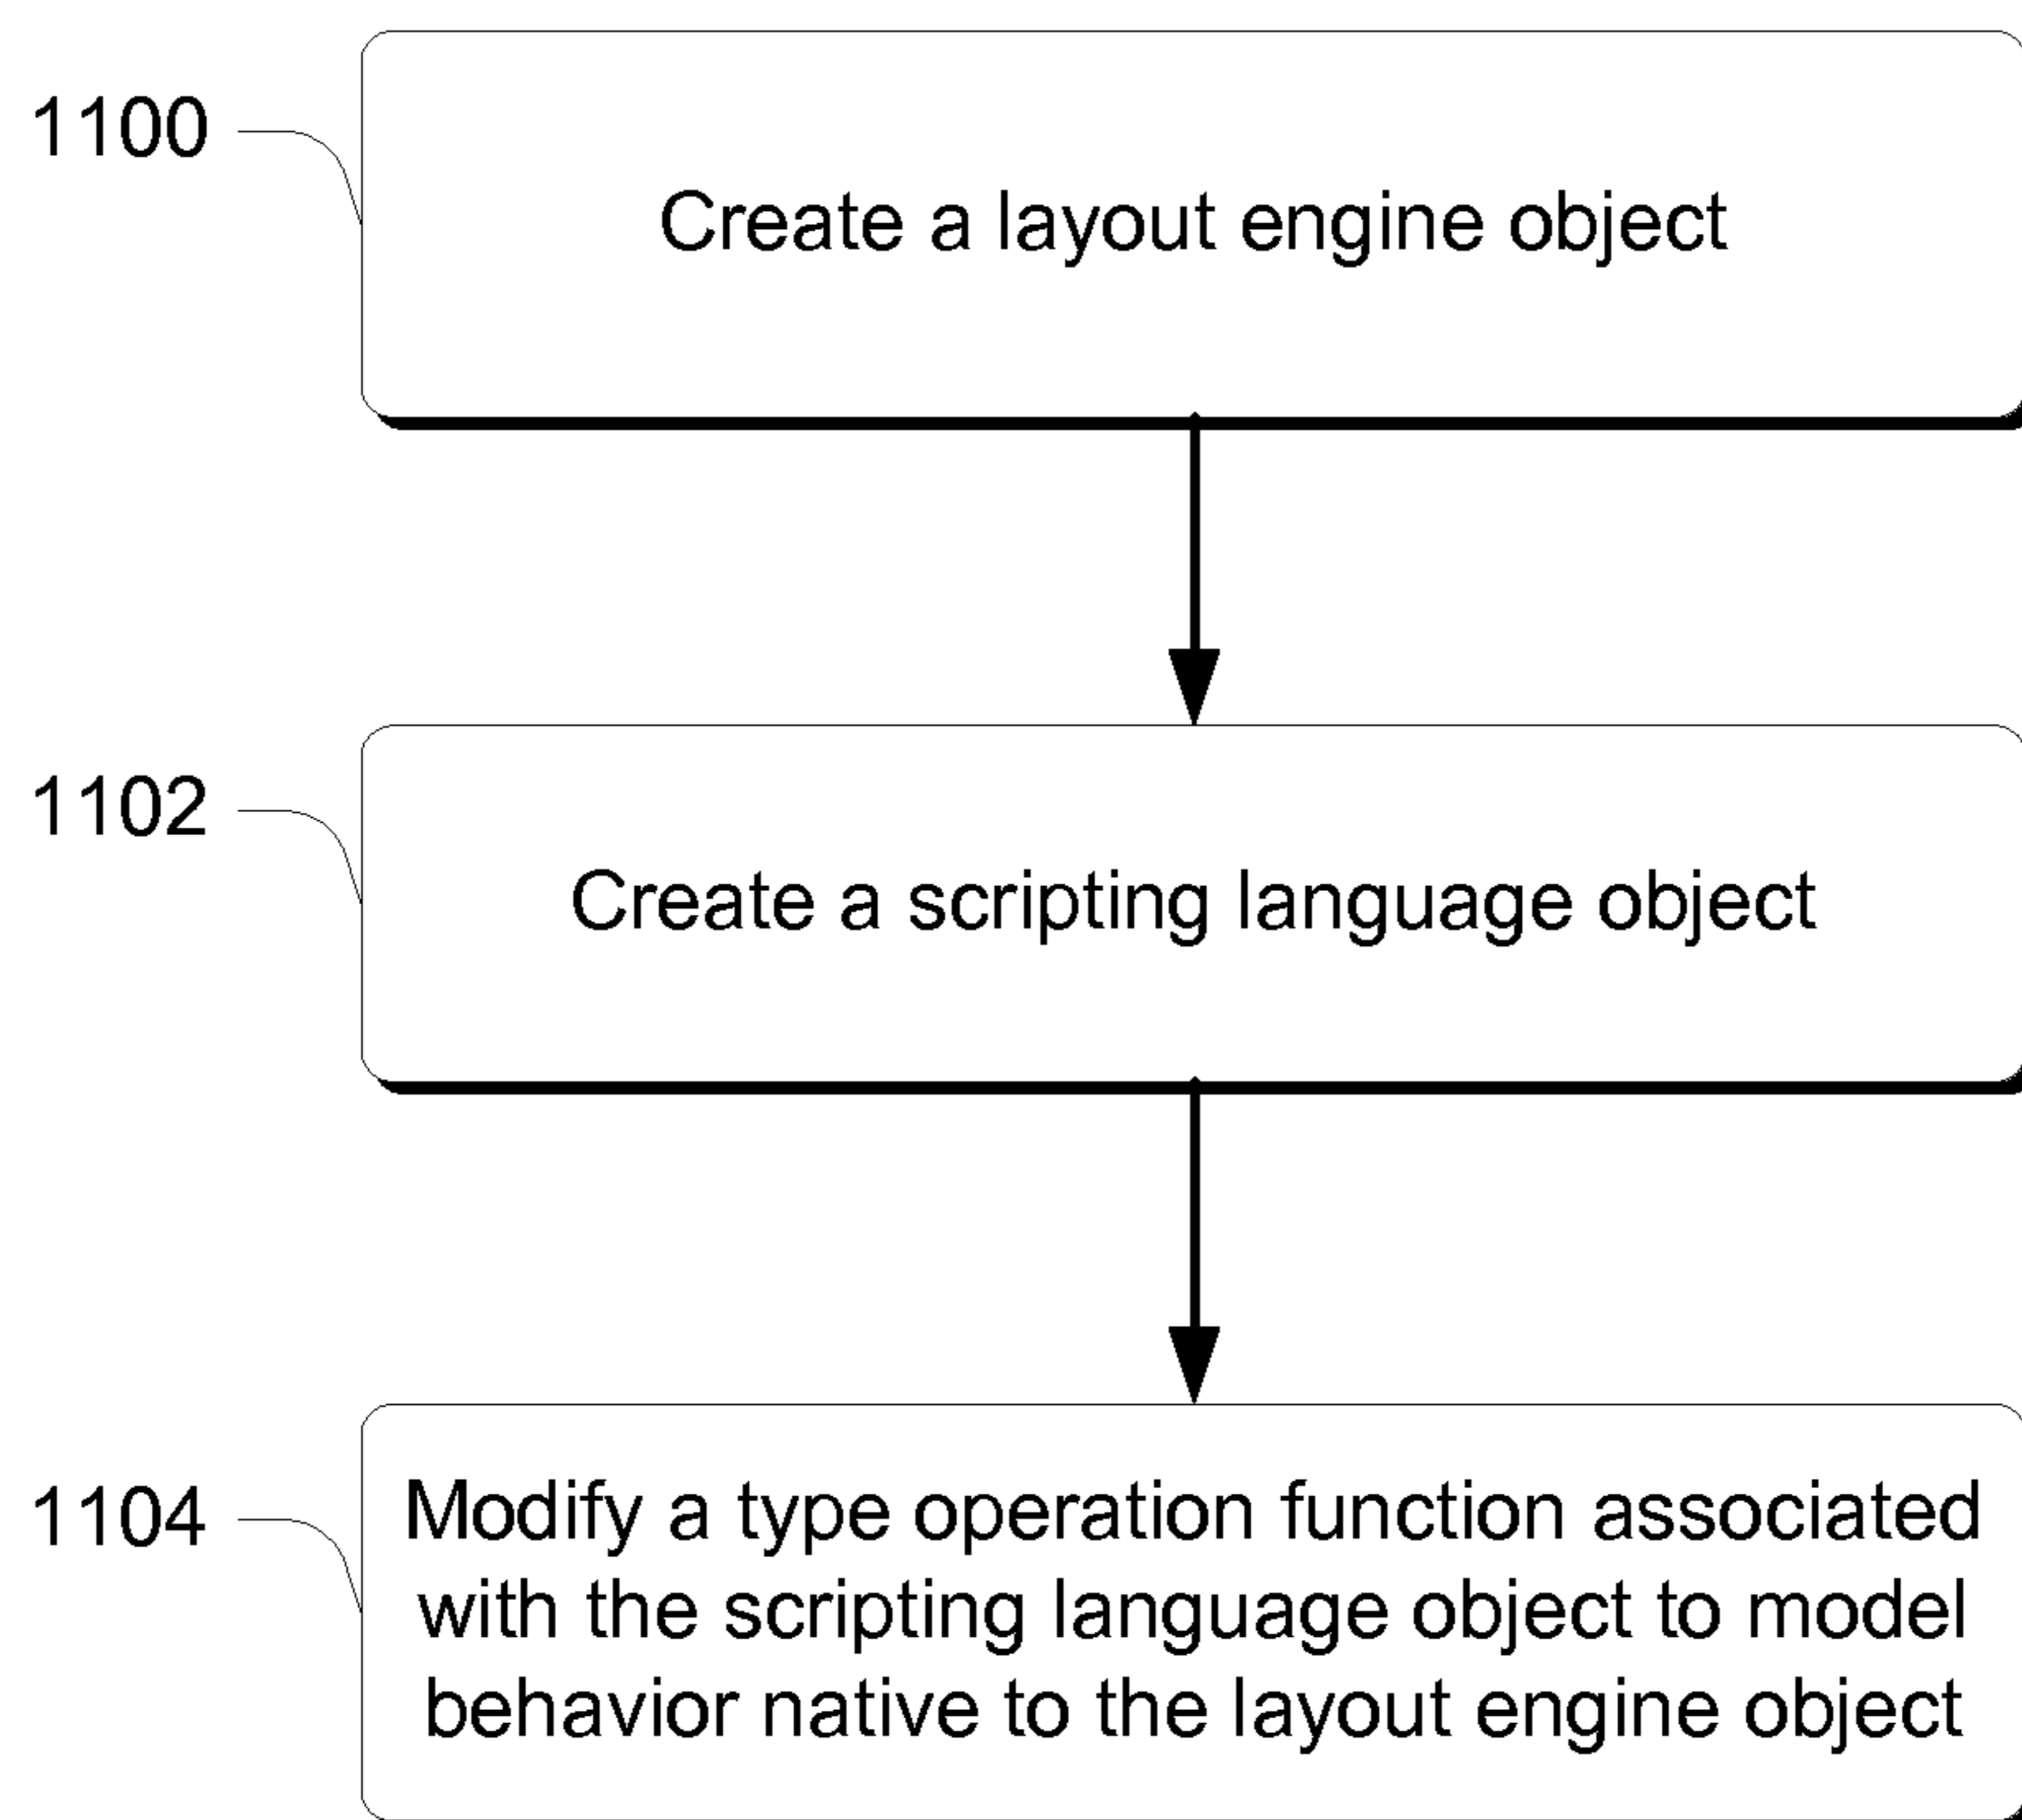 1100
Create a layout engine object
1102
Create a scripting language object
1104
Modify a type operation function associated
with the scripting language object to model
behavior native to the layout engine object